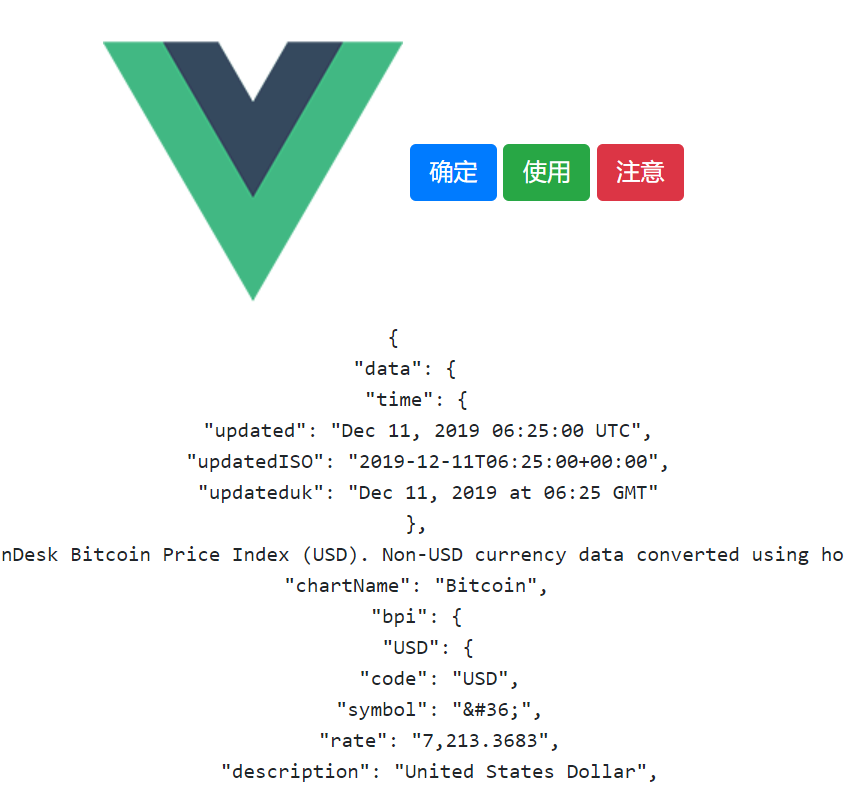 确定 使用 注意
{
"data": {
"time": {
"updated": "Dec 11, 2019 06:25:00 UTC",
"updatedISO": "2019-12-11T06:25:00+00:00",
"updateduk": "Dec 11, 2019 at 06:25 GMT"
},
nDesk Bitcoin Price Index (USD). Non-USD currency data converted using ho
"chartName": "Bitcoin",
"bpi": {
"USD": {
"code": "USD",
"symbol": "&#36;",
"rate": "7,213.3683",
"description": "United States Dollar",